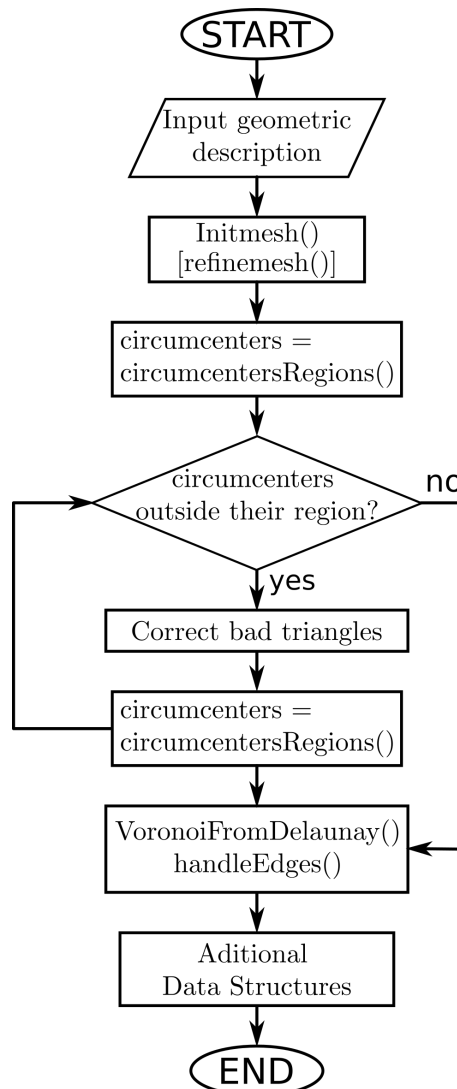 START
Input geometric
description
Initmesh()
[refinemesh()]
circumcenters =
circumcentersRegions()
circumcenters
outside their region?
no
yes
Correct bad triangles
circumcenters =
circumcentersRegions()
VoronoiFromDelaunay()
handleEdges()
Aditional
Data Structures
END